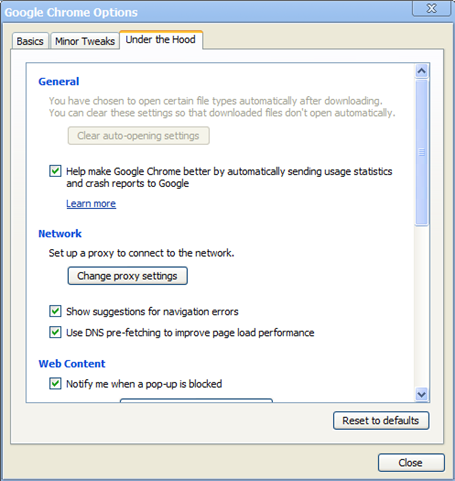 Google Chrome Options
Basics
Minor Tweaks
Under the Hood
General
You have chosen to open certain file types automatically after downloading.
You can clear these settings so that downloaded files don't open automatically.
Clear auto-opening settings
Help make Google Chrome better by automatically sending usage statistics
and crash reports to Google
Learn more
Network
Set up a proxy to connect to the network.
Change proxy settings
Show suggestions for navigation errors
Use DNS pre-fetching to improve page load performance
Web Content
Notify me when a pop-up is blocked
Reset to defaults
Close